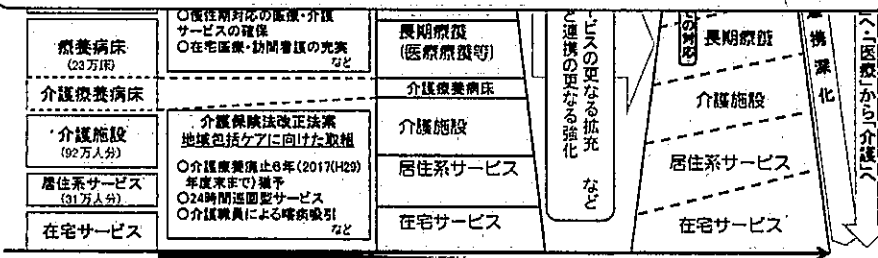 ○慢性期対応の医療・介護
サービスの確保
○在宅医療・訪問看護の充実
など
療養病床
(23万床)
介護療養病床
介護施設
(92万人分)
居住系サービス
(31万人分)
在宅サービス
介護保険法改正法案
地域包括ケアに向けた取組
○介護療養廃止6年(2017(H29)
年度末まで)猶予
○24時間巡回型サービス
○介護職員による喀痰吸引
など
長期療養
(医療療養等)
介護療養病床
介護施設
居住系サービス
在宅サービス
ービスの更なる拡充 など
ど連携の更なる強化
の対応
長期療養
介護施設
居住系サービス
在宅サービス
携深化
へ・「医療」から「介護」へ